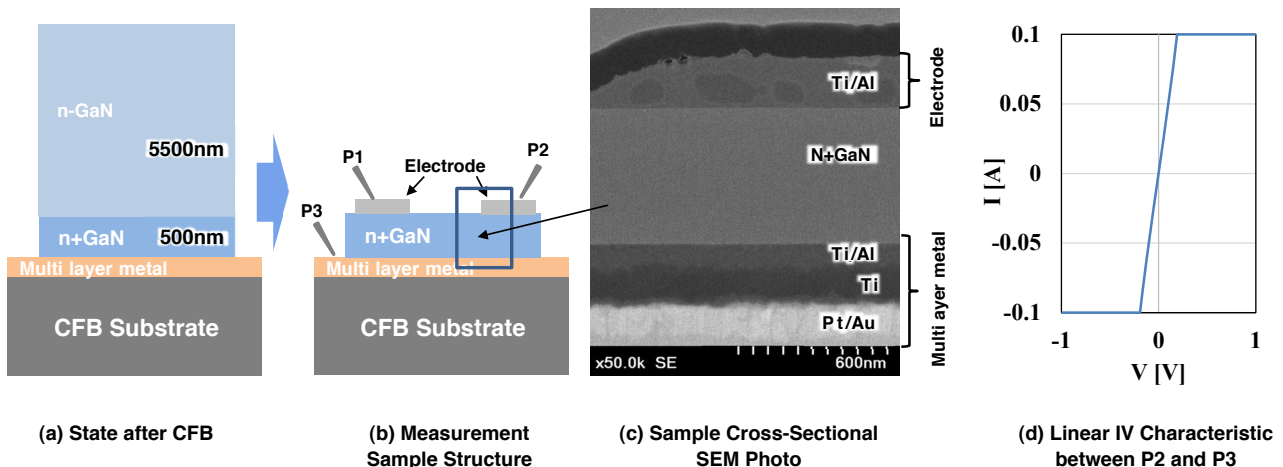 n-GaN
5500nm
n+GaN
500nm
Multi layer metal
CFB Substrate
P1
Electrode
P2
P3
n+GaN
Multi layer metal
CFB Substrate
Ti/Al
N+GaN
Ti/Al
Ti
Pt/Au
x50.0k SE
600nm
Electrode
Multi ayer metal
I [A]
0.1
0.05
0
-0.05
-0.1
-1
0
1
V [V]
(a) State after CFB
(b) Measurement
Sample Structure
(c) Sample Cross-Sectional
SEM Photo
(d) Linear IV Characteristic
between P2 and P3